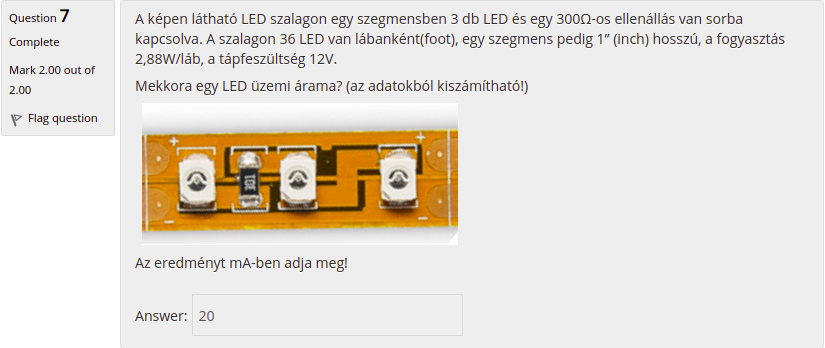 Question 7
Complete
Mark 2.00 out of
2.00
Flag question
A képen látható LED szalagon egy szegmensben 3 db LED és egy 300Ω-os ellenállás van sorba
kapcsolva. A szalagon 36 LED van lábanként(foot), egy szegmens pedig 1” (inch) hosszú, a fogyasztás
2,88W/láb, a tápfeszültség 12V.
Mekkora egy LED üzemi árama? (az adatokból kiszámítható!)
+
+
-
-
Az eredményt mA-ben adja meg!
Answer: 20